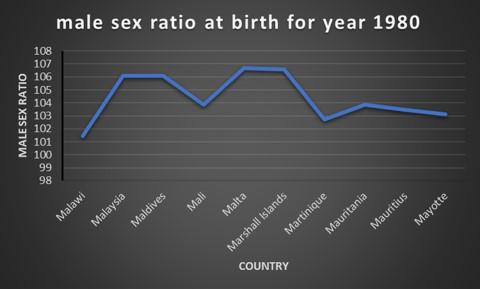 male sex ratio at birth for year 1980
MALE SEX RATIO
108
107
106
105
104
103
102
101
100
99
98
Malawi
Malaysia
Maldives
Mali
Malta
Marshall Islands
Martinique
Mauritania
Mauritius
Mayotte
COUNTRY